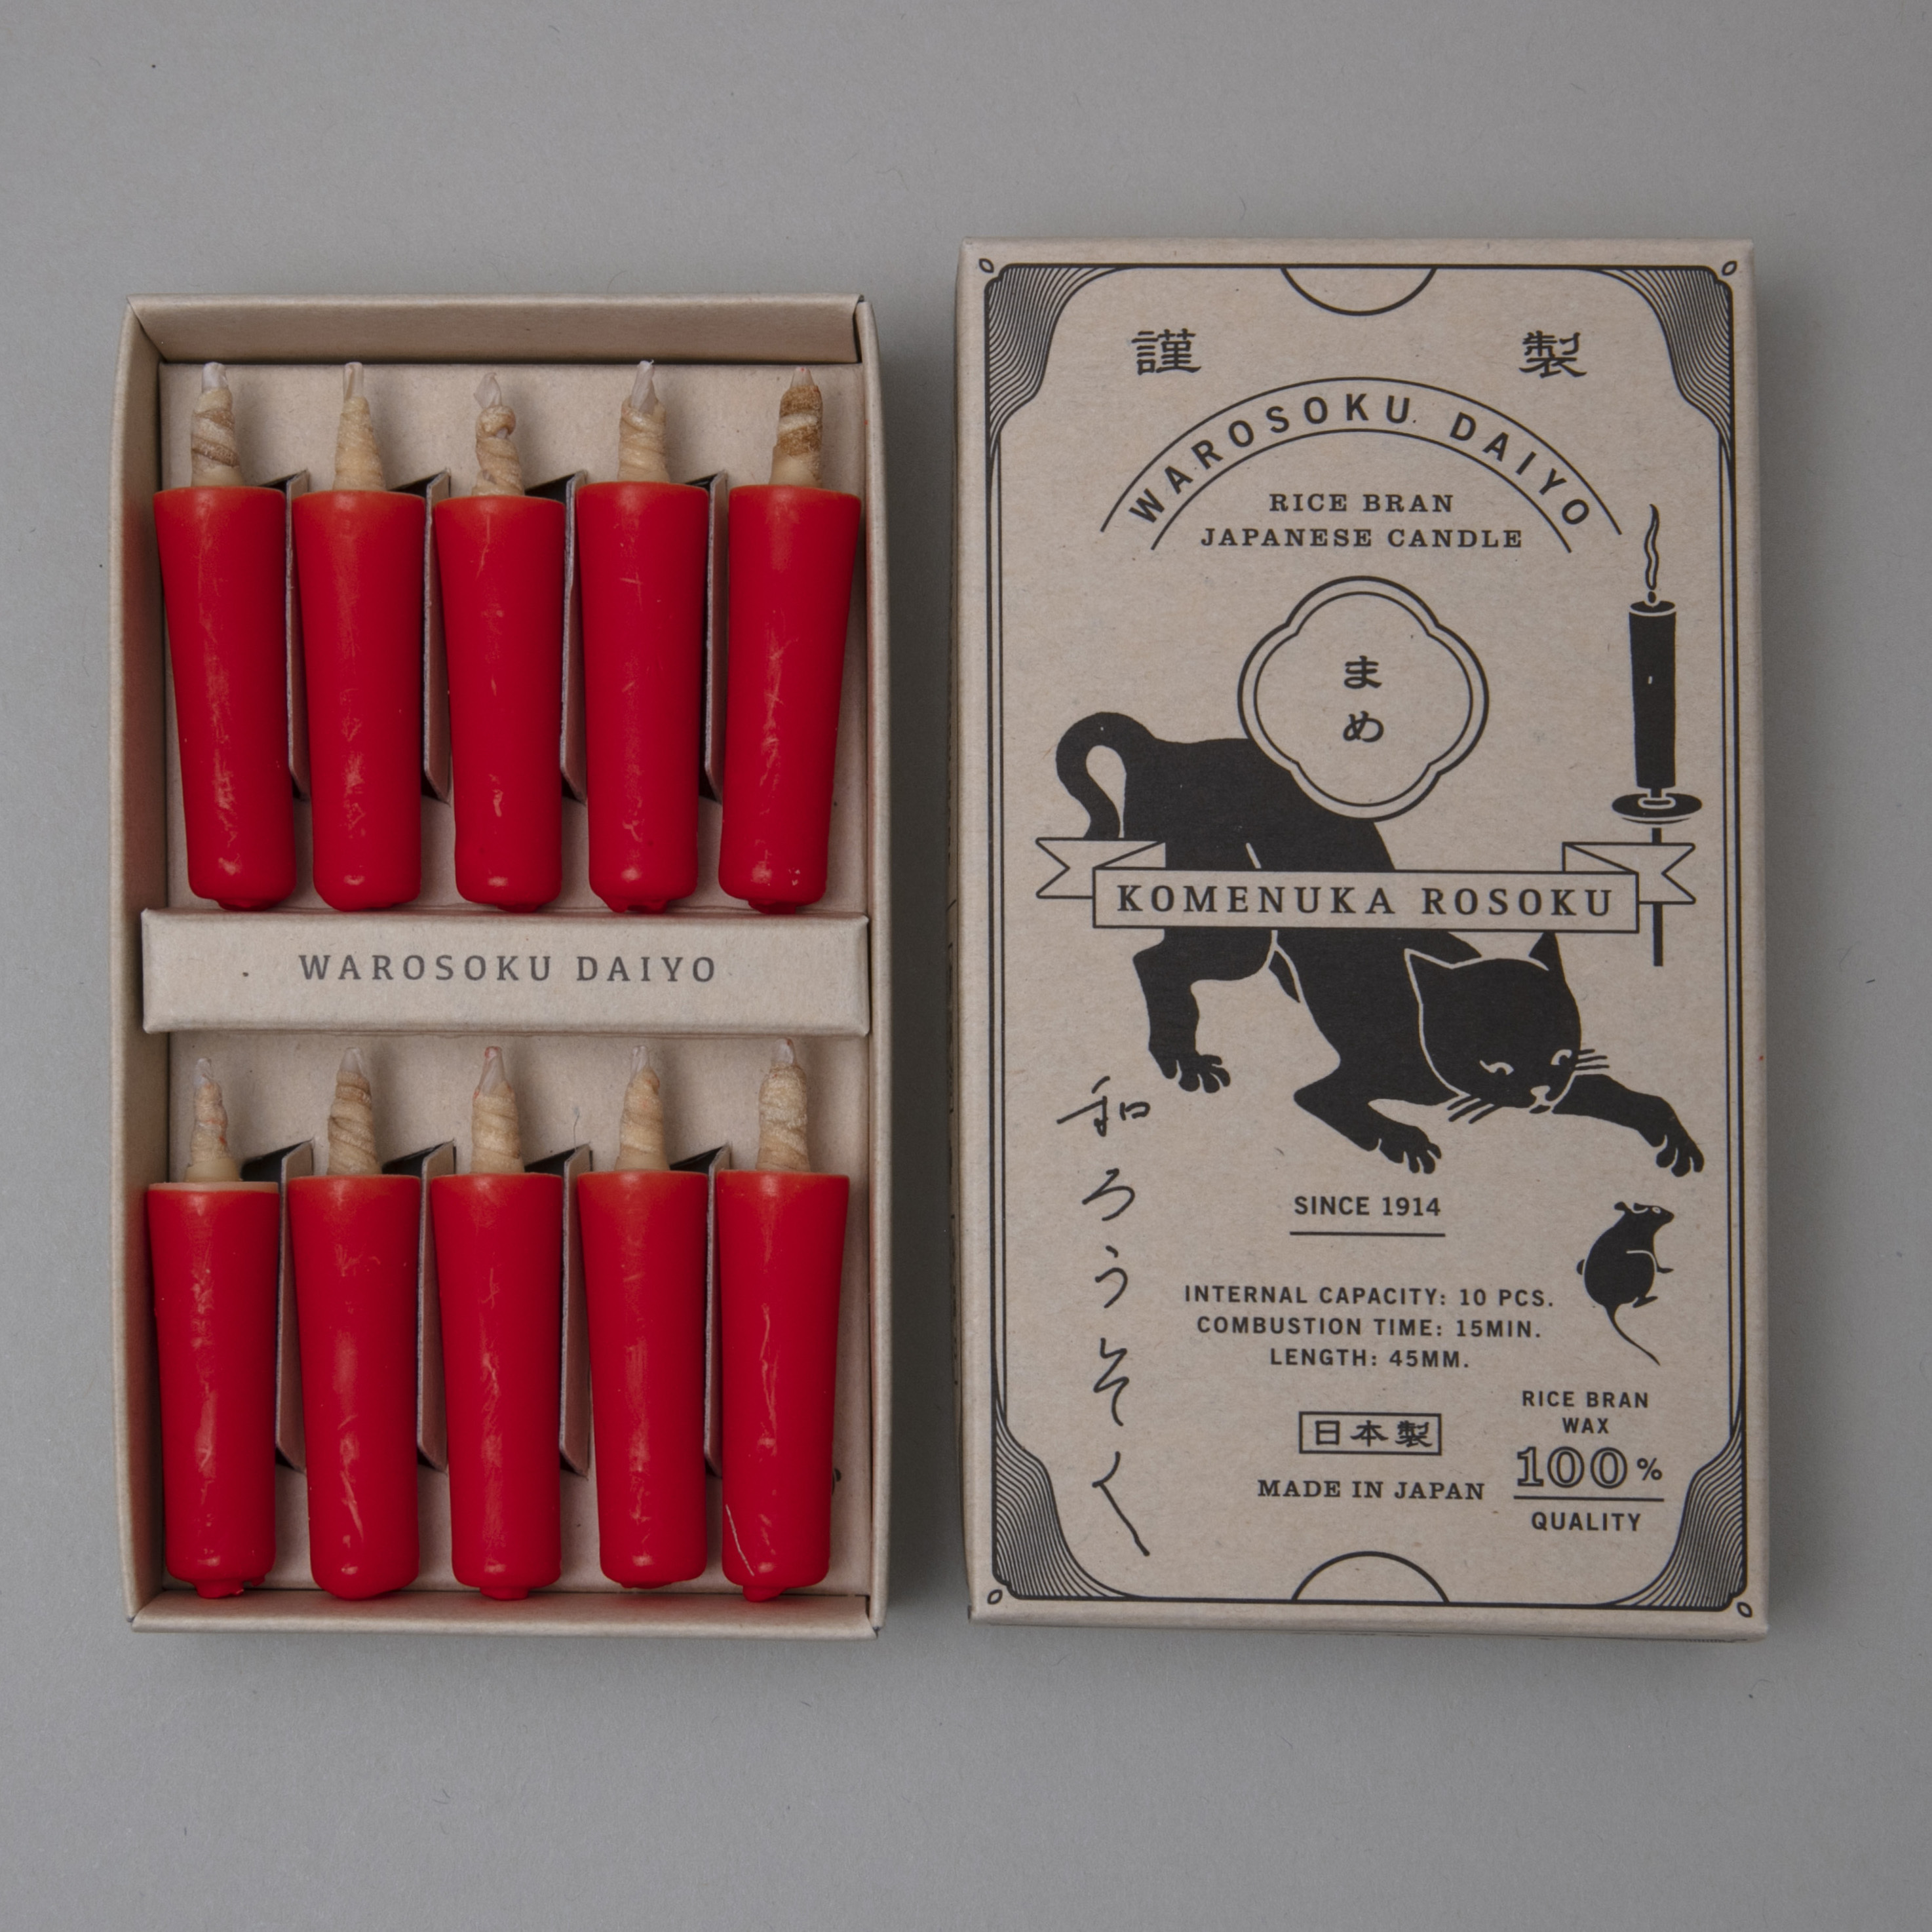 WAROSOKU DAIYO
謹製
WAROSOKU DAIYO
RICE BRAN
JAPANESE CANDLE
まめ
KOMENUKA ROSOKU
和ろうそく
SINCE 1914
INTERNAL CAPACITY: 10 PCS.
COMBUSTION TIME: 15MIN.
LENGTH: 45MM.
日本製
MADE IN JAPAN
RICE BRAN
WAX
100%
QUALITY